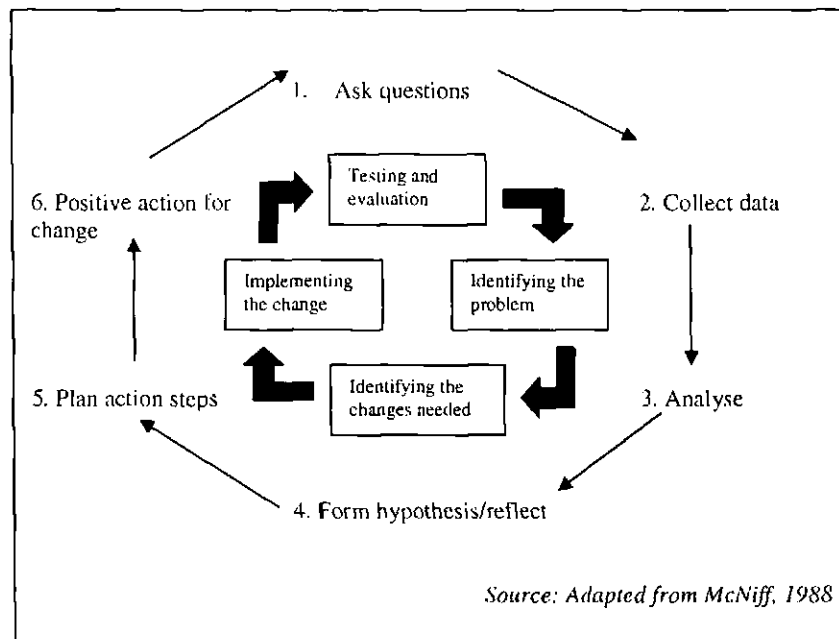 1. Ask questions
Testing and
evaluation
6. Positive action for
change
2. Collect data
Implementing
the change
Identifying the
problem
Identifying the
changes needed
5. Plan action steps
3. Analyse
4. Form hypothesis/reflect
Source: Adapted from McNiff, 1988